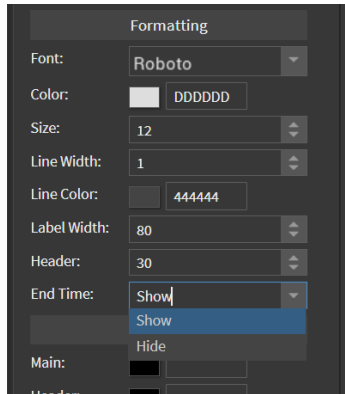 Formatting
Font: Roboto
Color: DDDDDD
Size: 12
Line Width: 1
Line Color: 444444
Label Width: 80
Header: 30
End Time: Show
Show
Hide
Main: